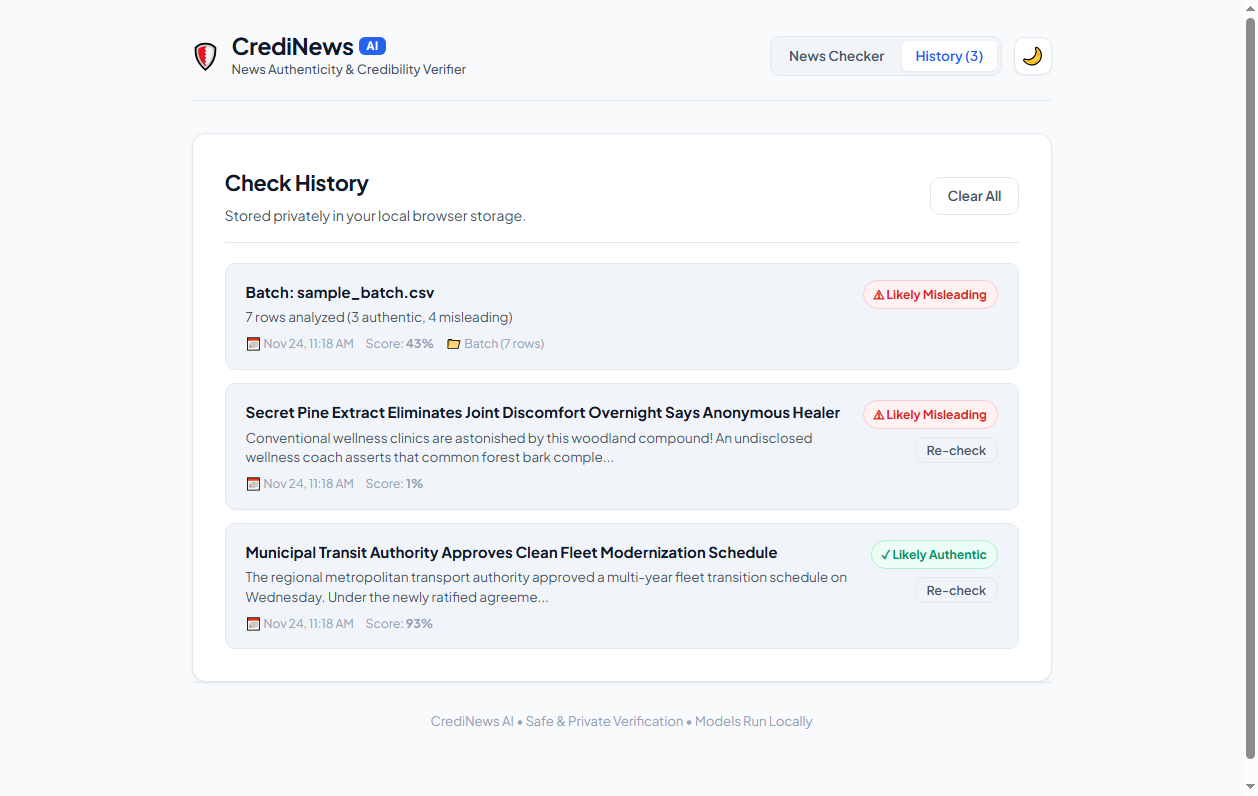 CrediNews AI
News Authenticity & Credibility Verifier
News Checker
History (3)
Check History
Stored privately in your local browser storage.
Clear All
Batch: sample_batch.csv
Likely Misleading
7 rows analyzed (3 authentic, 4 misleading)
Nov 24, 11:18 AM Score: 43% Batch (7 rows)
Secret Pine Extract Eliminates Joint Discomfort Overnight Says Anonymous Healer
Likely Misleading
Conventional wellness clinics are astonished by this woodland compound! An undisclosed
wellness coach asserts that common forest bark comple...
Re-check
Nov 24, 11:18 AM Score: 1%
Municipal Transit Authority Approves Clean Fleet Modernization Schedule
✓ Likely Authentic
The regional metropolitan transport authority approved a multi-year fleet transition schedule on
Wednesday. Under the newly ratified agreeme...
Re-check
Nov 24, 11:18 AM Score: 93%
CrediNews AI • Safe & Private Verification • Models Run Locally